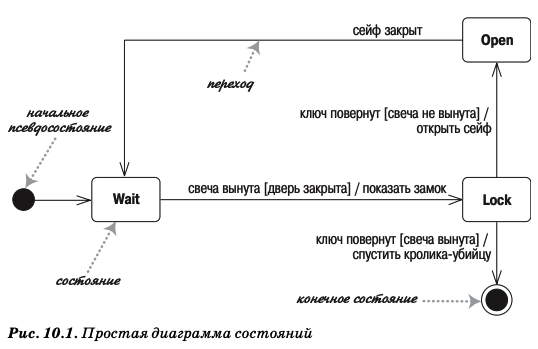 сейф закрыт
Open
переход
начальное
псевдосостояние
ключ повернут [свеча не вынута] /
открыть сейф
Wait
свеча вынута [дверь закрыта] / показать замок
Lock
ключ повернут [свеча вынута] /
спустить кролика-убийцу
состояние
конечное состояние
Рис. 10.1. Простая диаграмма состояний